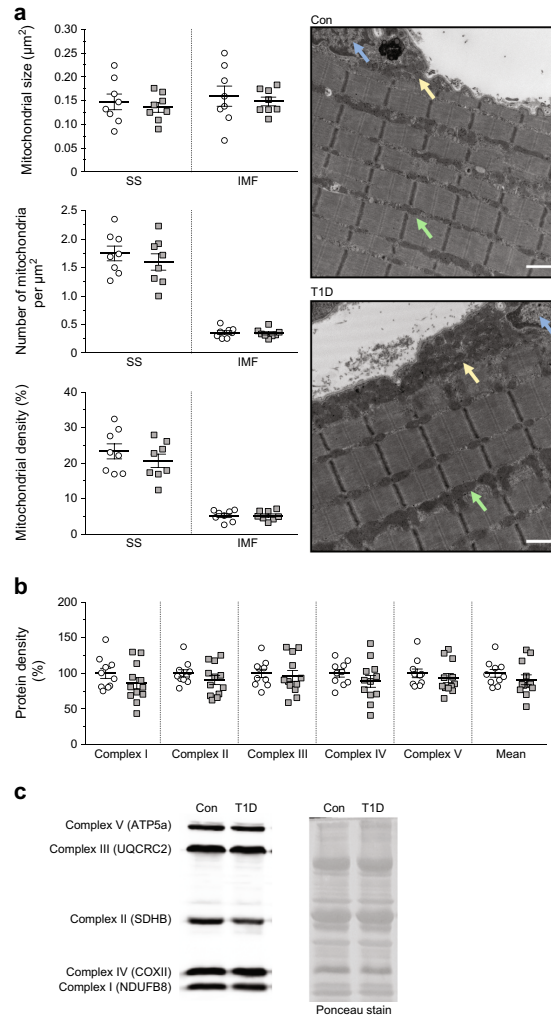 a
Mitochondrial size (μm²)
0.30
0.25
0.20
0.15
0.10
0.05
0
SS
IMF
Con
Number of mitochondria
per μm²
2.5
2.0
1.5
1.0
0.5
0
SS
IMF
T1D
Mitochondrial density (%)
40
30
20
10
0
SS
IMF
b
Protein density
(%)
200
150
100
50
0
Complex I
Complex II
Complex III
Complex IV
Complex V
Mean
c
Con
T1D
Complex V (ATP5a)
Complex III (UQCRC2)
Complex II (SDHB)
Complex IV (COXII)
Complex I (NDUFB8)
Con
T1D
Ponceau stain